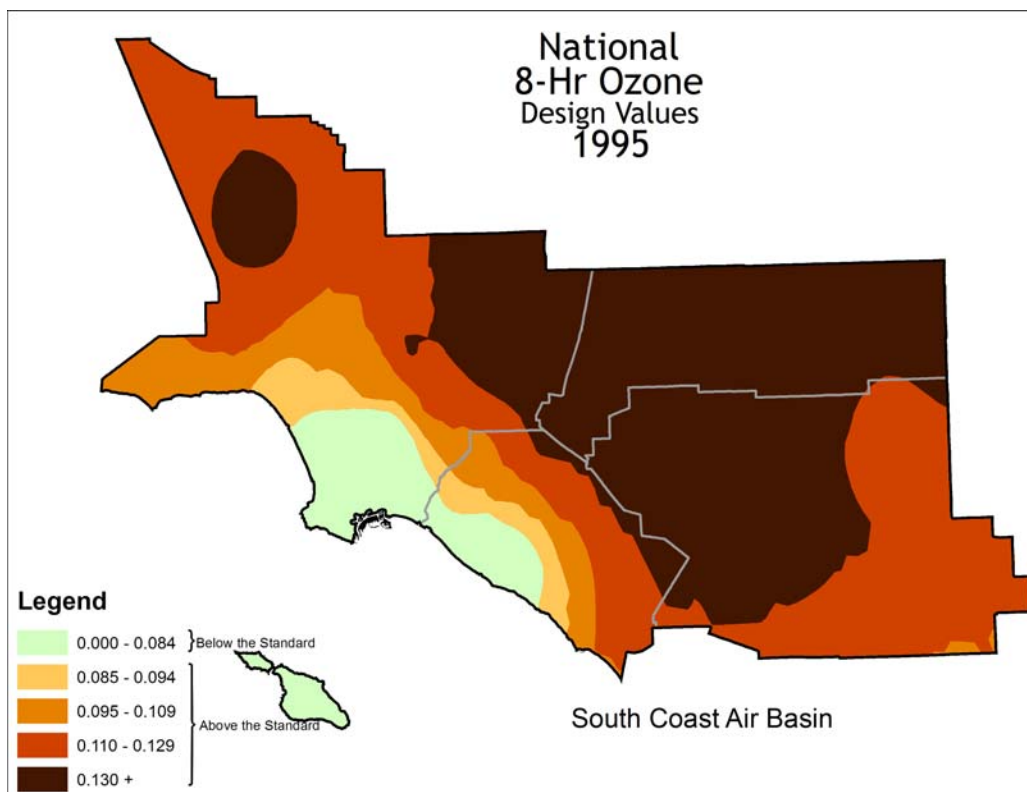 National
8-Hr Ozone
Design Values
1995
Legend
0.000 - 0.084
Below the Standard
0.085 - 0.094
0.095 - 0.109
Above the Standard
0.110 - 0.129
0.130 +
South Coast Air Basin